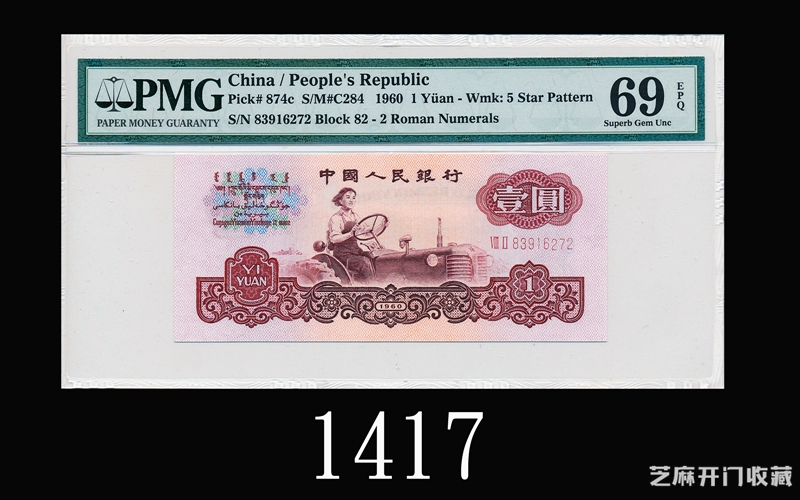 PMG
PAPER MONEY GUARANTY
China / People's Republic
Pick# 874c S/M#C284 1960 1 Yüan - Wmk: 5 Star Pattern
S/N 83916272 Block 82 - 2 Roman Numerals
69
EPQ
Superb Gem Unc
中國人民銀行
壹圓
VIII II 83916272
YI
YUAN
1960
1
1417
芝麻开门收藏